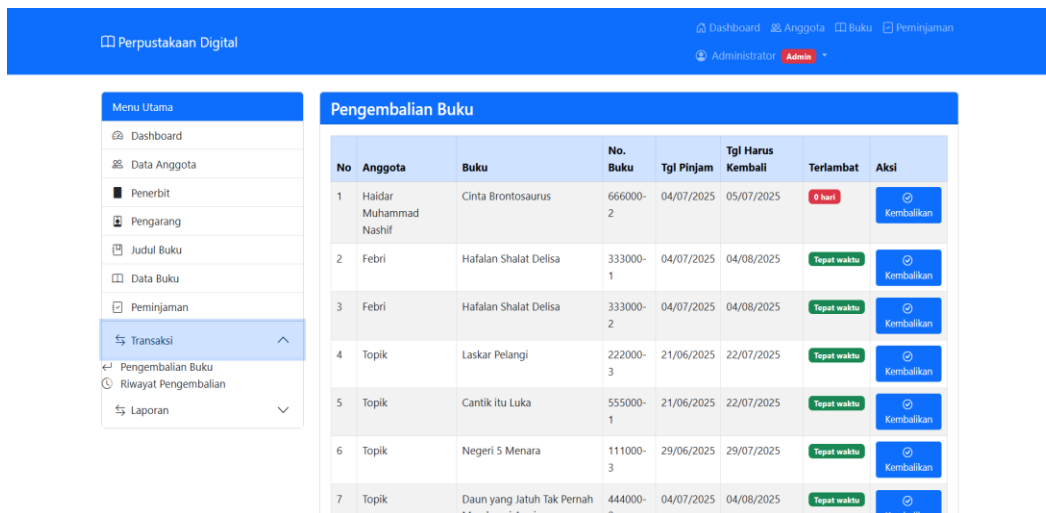 Perpustakaan Digital
Dashboard Anggota Buku Peminjaman
Administrator Admin
Menu Utama
Dashboard
Data Anggota
Penerbit
Pengarang
Judul Buku
Data Buku
Peminjaman
Transaksi
Pengembalian Buku
Riwayat Pengembalian
Laporan
Pengembalian Buku
No Anggota Buku No. Buku Tgl Pinjam Tgl Harus Kembali Terlambat Aksi
1 Haidar Muhammad Nashif Cinta Brontosaurus 666000-2 04/07/2025 05/07/2025 0 hari Kembalikan
2 Febri Hafalan Shalat Delisa 333000-1 04/07/2025 04/08/2025 Tepat waktu Kembalikan
3 Febri Hafalan Shalat Delisa 333000-2 04/07/2025 04/08/2025 Tepat waktu Kembalikan
4 Topik Laskar Pelangi 222000-3 21/06/2025 22/07/2025 Tepat waktu Kembalikan
5 Topik Cantik itu Luka 555000-1 21/06/2025 22/07/2025 Tepat waktu Kembalikan
6 Topik Negeri 5 Menara 111000-3 29/06/2025 29/07/2025 Tepat waktu Kembalikan
7 Topik Daun yang Jatuh Tak Pernah 444000- 04/07/2025 04/08/2025 Tepat waktu